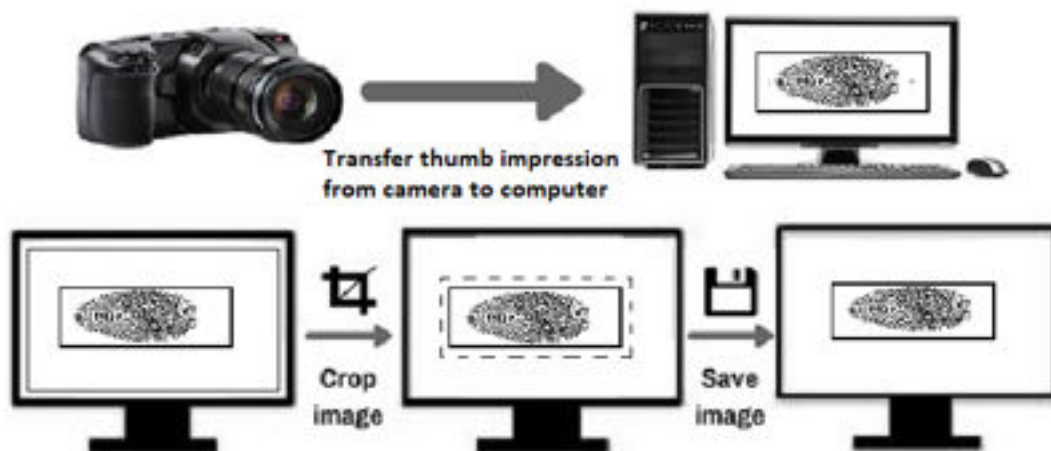 Transfer thumb impression
from camera to computer
Crop
image
Save
image